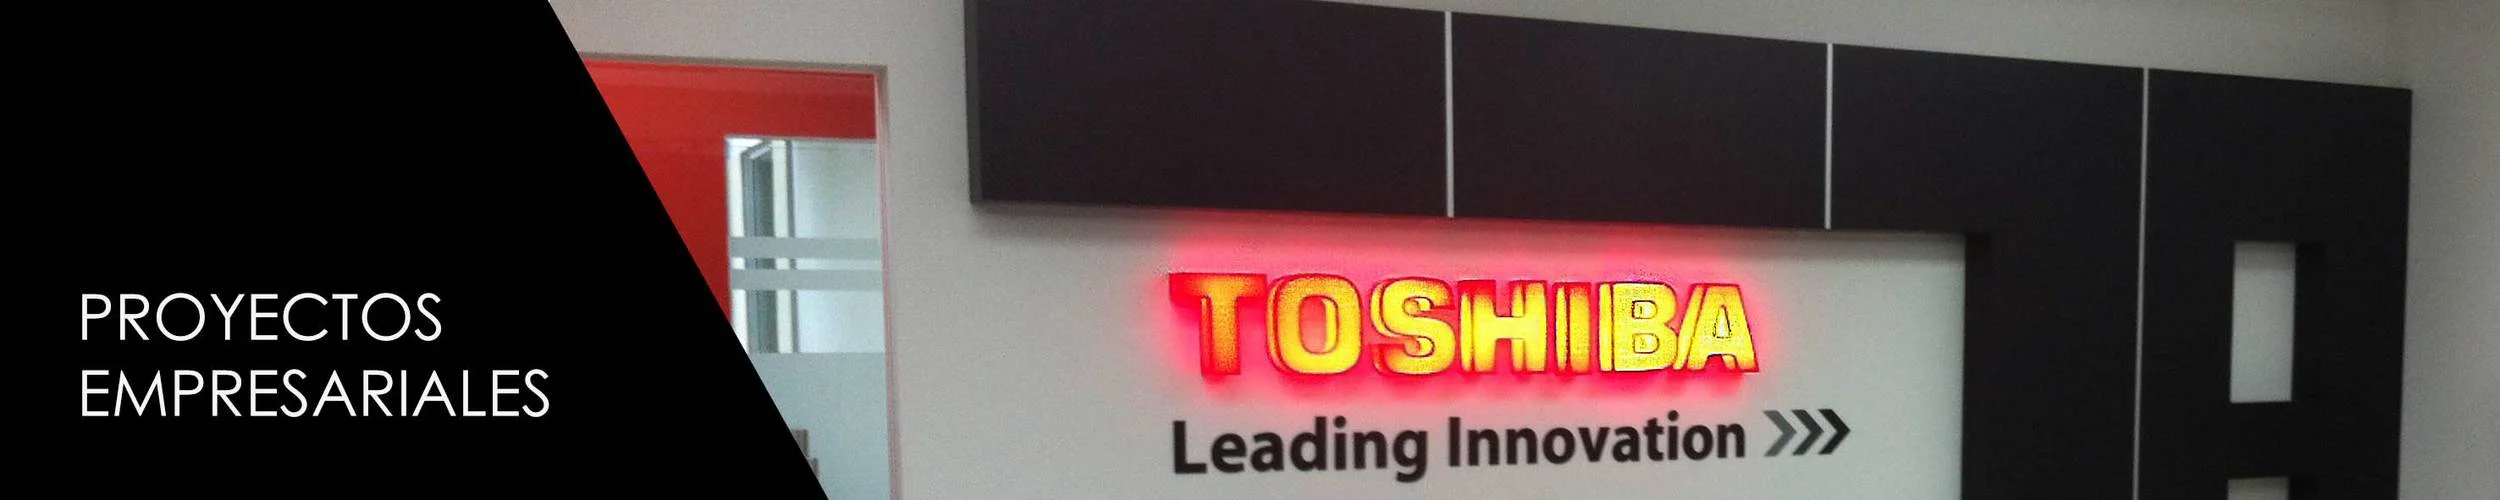 PROYECTOS
EMPRESARIALES
TOSHIBA
Leading Innovation >>>